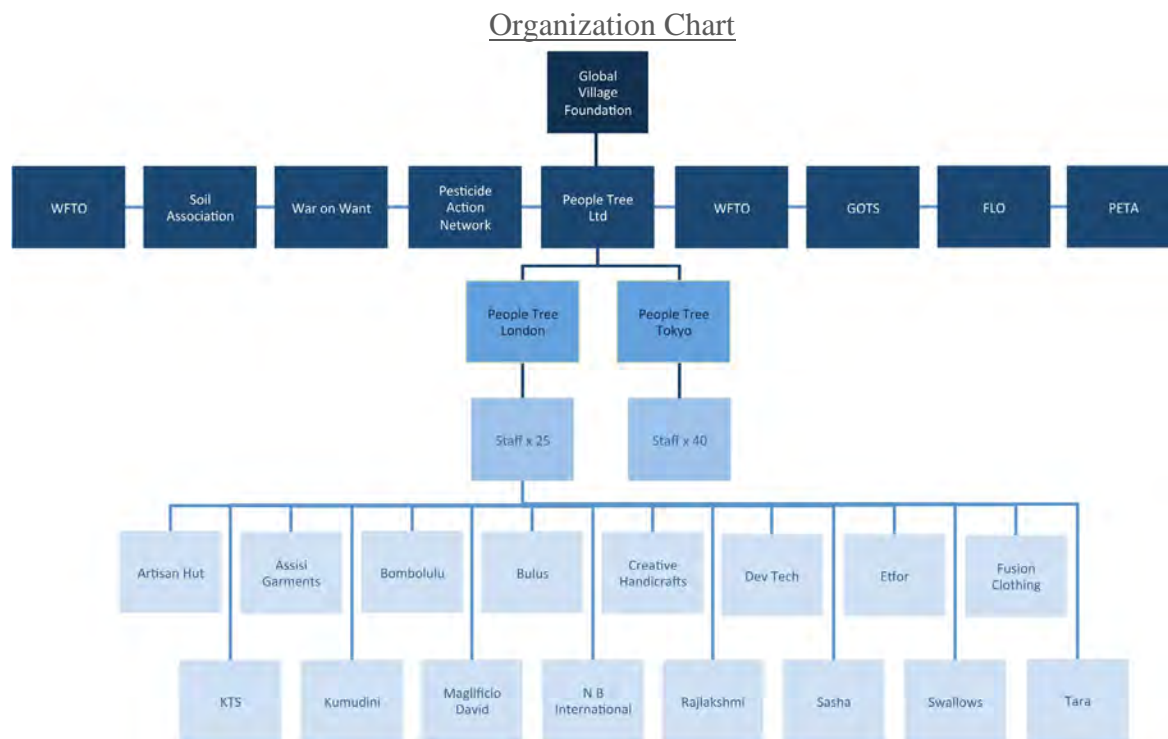 Organization Chart
Global
Village
Foundation
WFTO
Soil
Association
War on Want
Pesticide
Action
Network
People Tree
Ltd
WFTO
GOTS
FLO
PETA
People Tree
London
People Tree
Tokyo
Staff x 25
Staff x 40
Artisan Hut
Assisi
Garments
Bombolulu
Bulus
Creative
Handicrafts
Dev Tech
Etfor
Fusion
Clothing
KTS
Kumudini
Maglificio
David
N B
International
Rajlakshmi
Sasha
Swallows
Tara